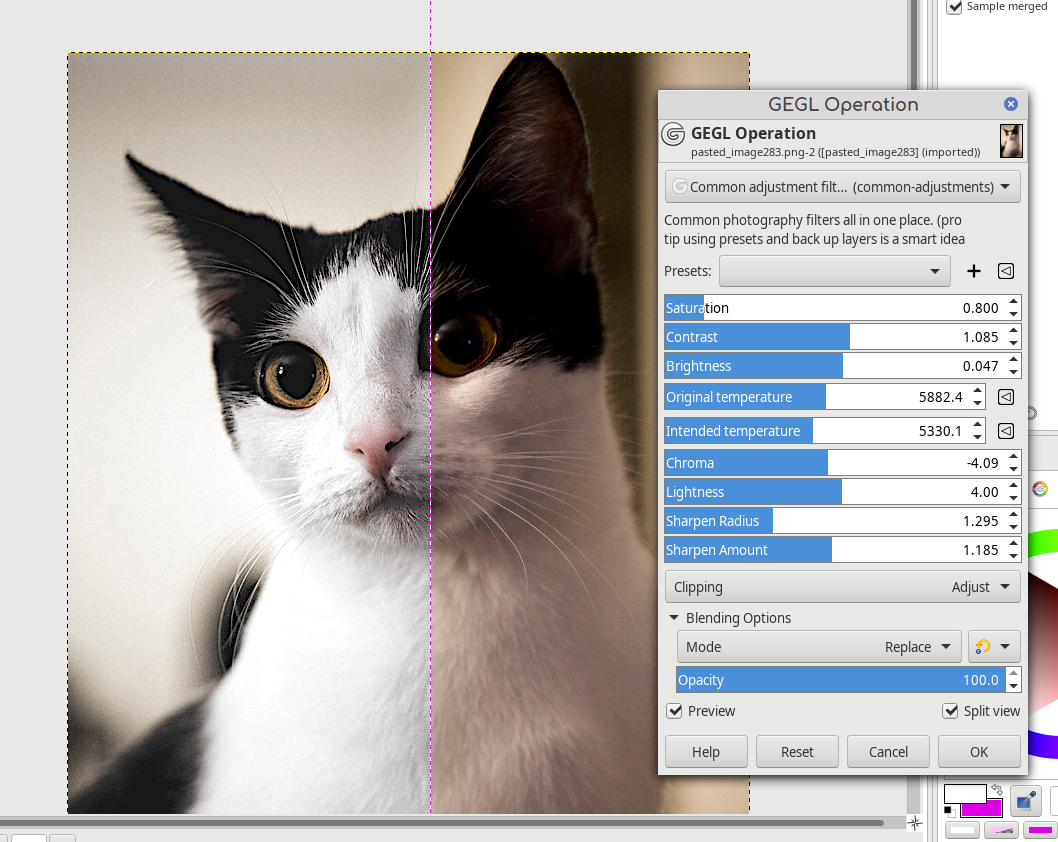 Sample merged
GEGL Operation
GEGL Operation
pasted_image283.png-2 ([pasted_image283] (imported))
Common adjustment filt... (common-adjustments)
Common photography filters all in one place. (pro
tip using presets and back up layers is a smart idea
Presets:
Saturation 0.800
Contrast 1.085
Brightness 0.047
Original temperature 5882.4
Intended temperature 5330.1
Chroma -4.09
Lightness 4.00
Sharpen Radius 1.295
Sharpen Amount 1.185
Clipping Adjust
Blending Options
Mode Replace
Opacity 100.0
Preview Split view
Help Reset Cancel OK